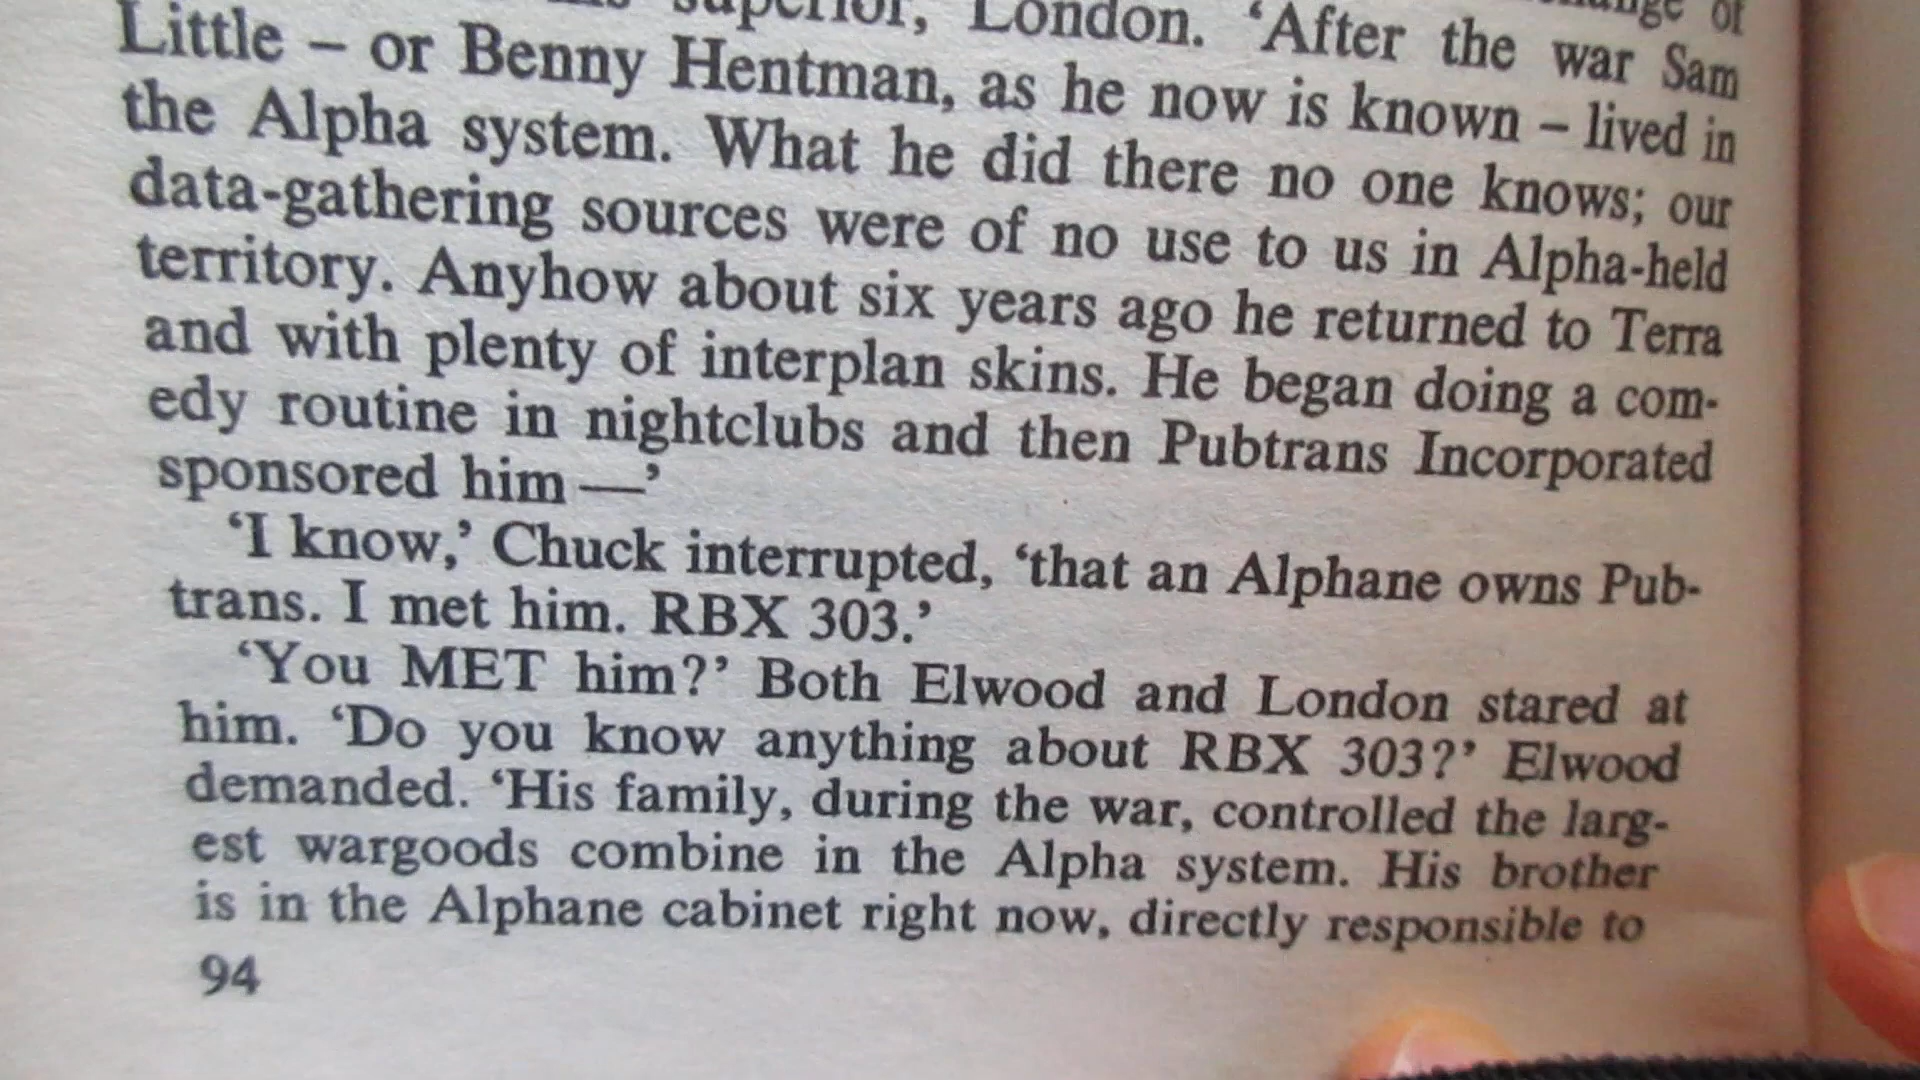 superior, London. ‘After the war Sam
Little – or Benny Hentman, as he now is known – lived in
the Alpha system. What he did there no one knows; our
data-gathering sources were of no use to us in Alpha-held
territory. Anyhow about six years ago he returned to Terra
and with plenty of interplan skins. He began doing a com-
edy routine in nightclubs and then Pubtrans Incorporated
sponsored him —’
‘I know,’ Chuck interrupted, ‘that an Alphane owns Pub-
trans. I met him. RBX 303.’
‘You MET him?’ Both Elwood and London stared at
him. ‘Do you know anything about RBX 303?’ Elwood
demanded. ‘His family, during the war, controlled the larg-
est wargoods combine in the Alpha system. His brother
is in the Alphane cabinet right now, directly responsible to
94